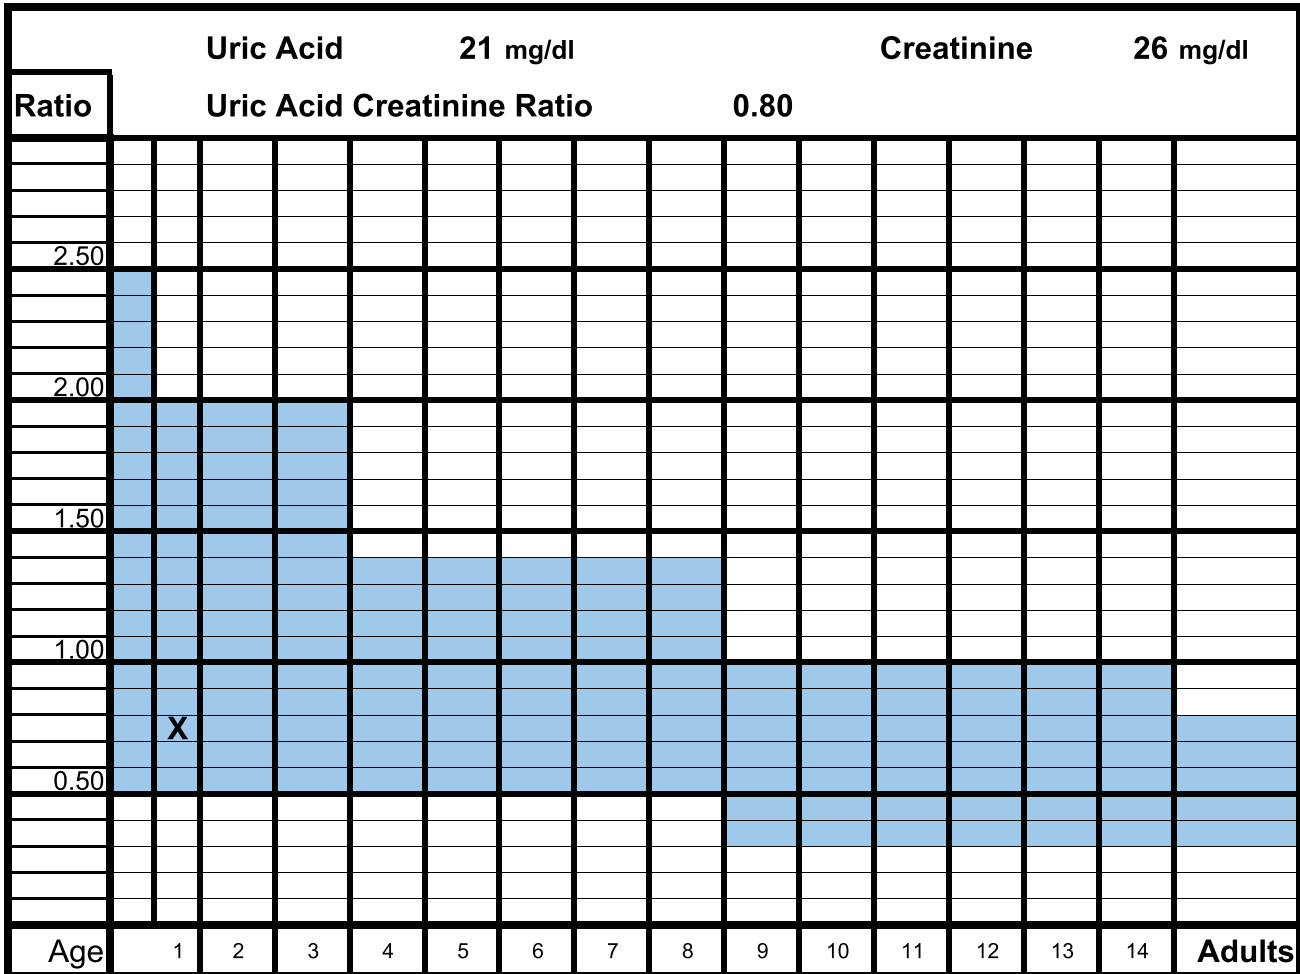 Uric Acid 21 mg/dl Creatinine 26 mg/dl
Ratio Uric Acid Creatinine Ratio 0.80
2.50
2.00
1.50
1.00
X
0.50
Age 1 2 3 4 5 6 7 8 9 10 11 12 13 14 Adults